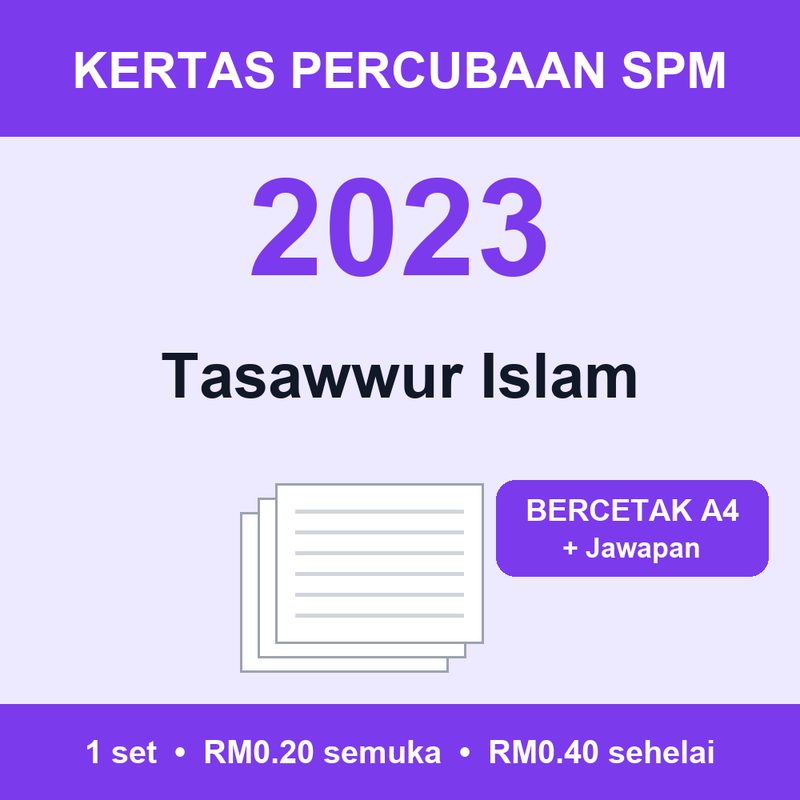 KERTAS PERCUBAAN SPM
2023
Tasawwur Islam
BERCETAK A4
+ Jawapan
1 set • RM0.20 semuka • RM0.40 sehelai